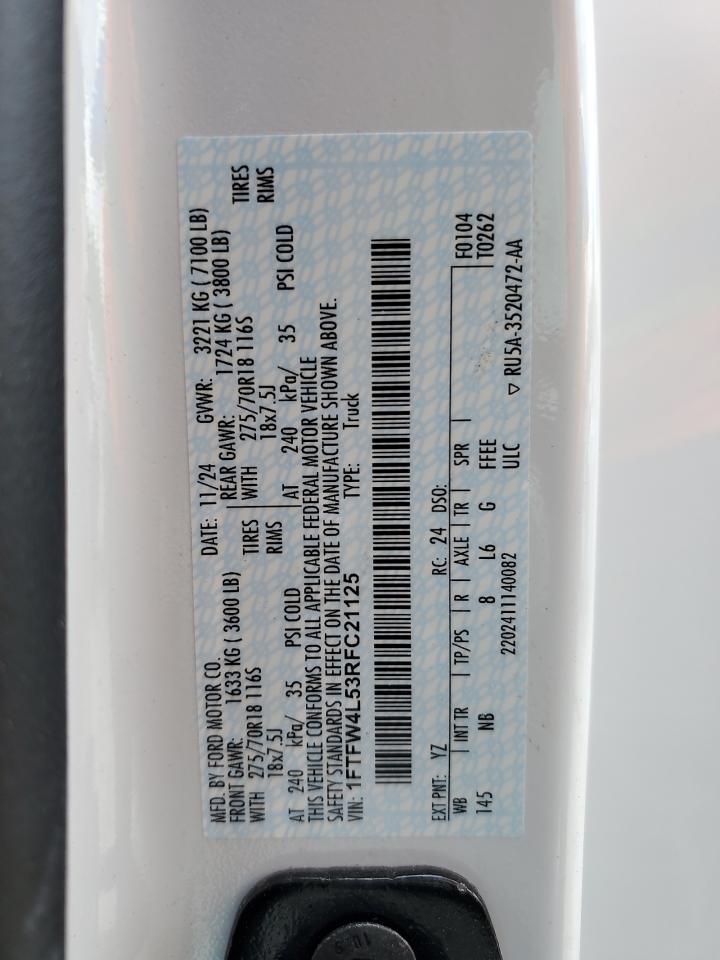 MFD. BY FORD MOTOR CO. DATE: 11/24 GVWR: 3221 KG ( 7100 LB)
FRONT GAWR: 1633 KG ( 3600 LB) REAR GAWR: 1724 KG ( 3800 LB)
WITH 275/70R18 116S TIRES WITH 275/70R18 116S TIRES
18x7.5J RIMS 18x7.5J RIMS
AT 240 kPa/ 35 PSI COLD AT 240 kPa/ 35 PSI COLD
THIS VEHICLE CONFORMS TO ALL APPLICABLE FEDERAL MOTOR VEHICLE
SAFETY STANDARDS IN EFFECT ON THE DATE OF MANUFACTURE SHOWN ABOVE.
VIN: 1FTFW4L53RFC21125 TYPE: Truck
EXT PNT: YZ RC: 24 DSO: F0104
WB | INT TR | TP/PS | R | AXLE | TR | SPR | T0262
145 NB 8 L6 G FFEE
2202411140082 ULC ▽ RU5A-3520472-AA